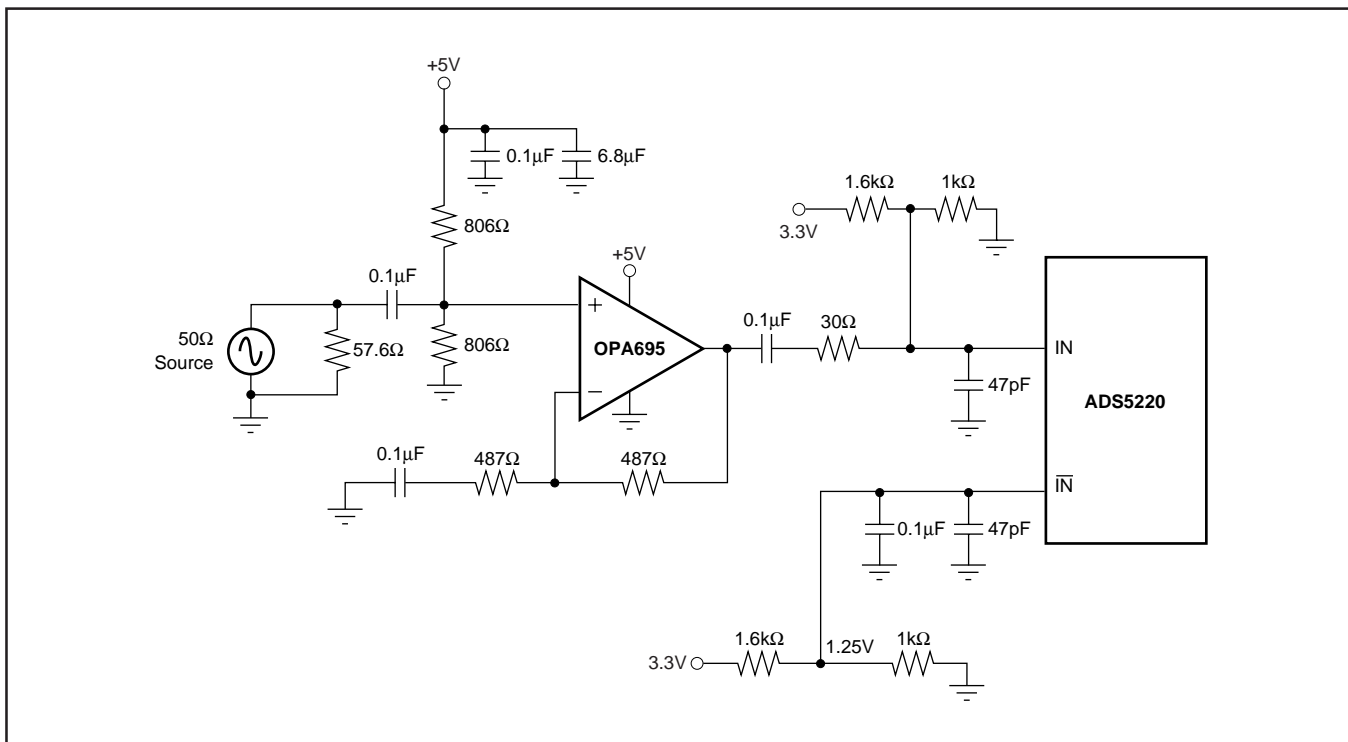 +5V
0.1μF
6.8μF
806Ω
+5V
0.1μF
50Ω
Source
57.6Ω
806Ω
+
−
OPA695
0.1μF
30Ω
1.6kΩ
1kΩ
3.3V
47pF
IN
ADS5220
IN̅
0.1μF
487Ω
487Ω
0.1μF
47pF
1.6kΩ
1.25V
1kΩ
3.3V